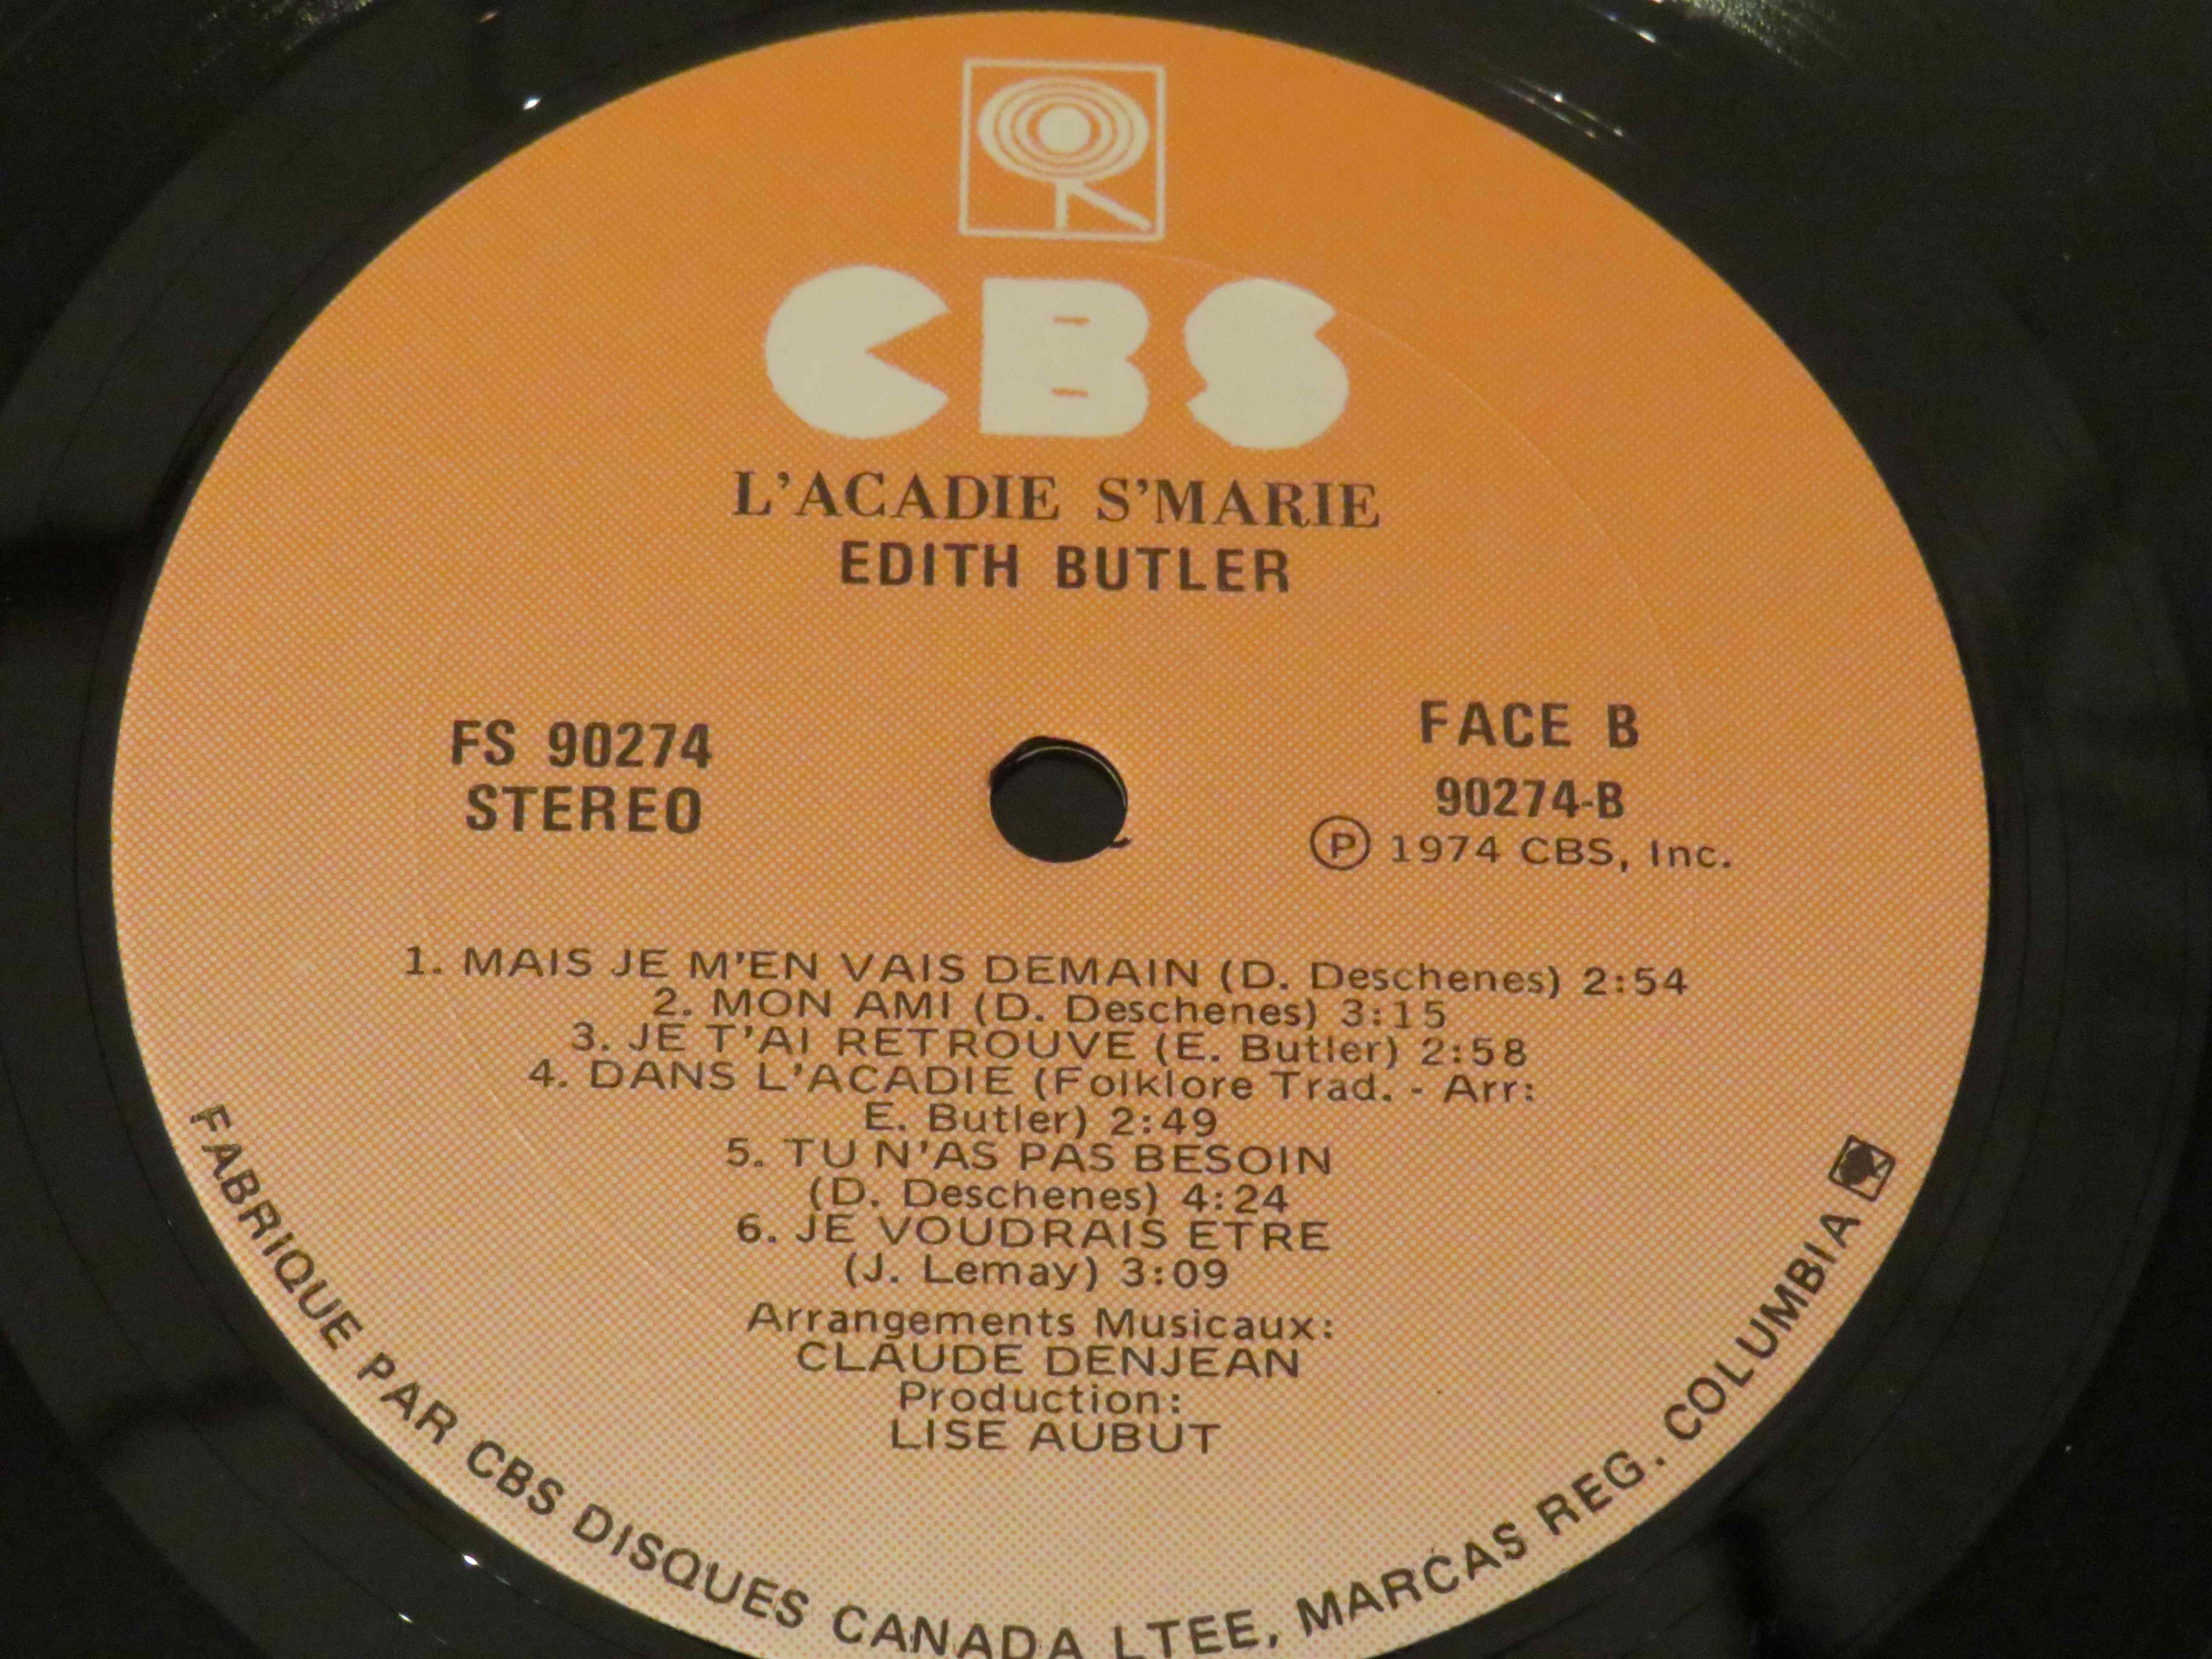 CBS
L'ACADIE S'MARIE
EDITH BUTLER
FS 90274
STEREO
FACE B
90274-B
Ⓟ 1974 CBS, Inc.
1. MAIS JE M'EN VAIS DEMAIN (D. Deschenes) 2:54
2. MON AMI (D. Deschenes) 3:15
3. JE T'AI RETROUVE (E. Butler) 2:58
4. DANS L'ACADIE (Folklore Trad. - Arr:
E. Butler) 2:49
5. TU N'AS PAS BESOIN
(D. Deschenes) 4:24
6. JE VOUDRAIS ETRE
(J. Lemay) 3:09
Arrangements Musicaux:
CLAUDE DENJEAN
Production:
LISE AUBUT
FABRIQUE PAR CBS DISQUES CANADA LTEE, MARCAS REG. COLUMBIA